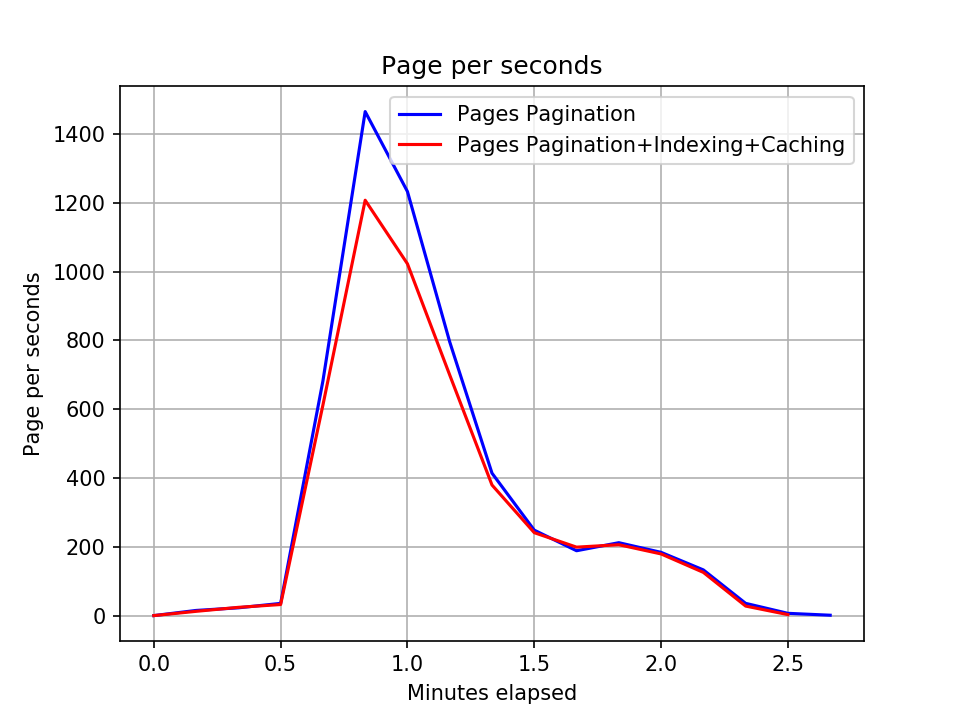 Page per seconds
Pages Pagination
Pages Pagination+Indexing+Caching
1400
1200
1000
800
600
400
200
0
Page per seconds
0.0 0.5 1.0 1.5 2.0 2.5
Minutes elapsed